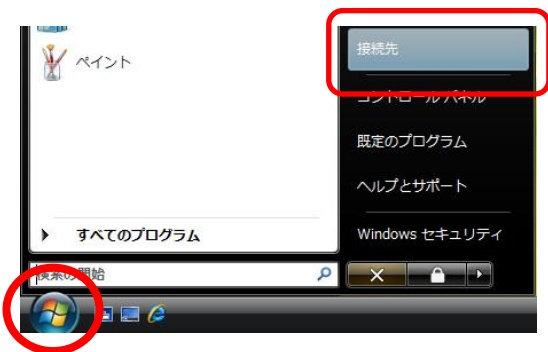 ペイント
すべてのプログラム
検索の開始
接続先
コントロール パネル
既定のプログラム
ヘルプとサポート
Windows セキュリティ